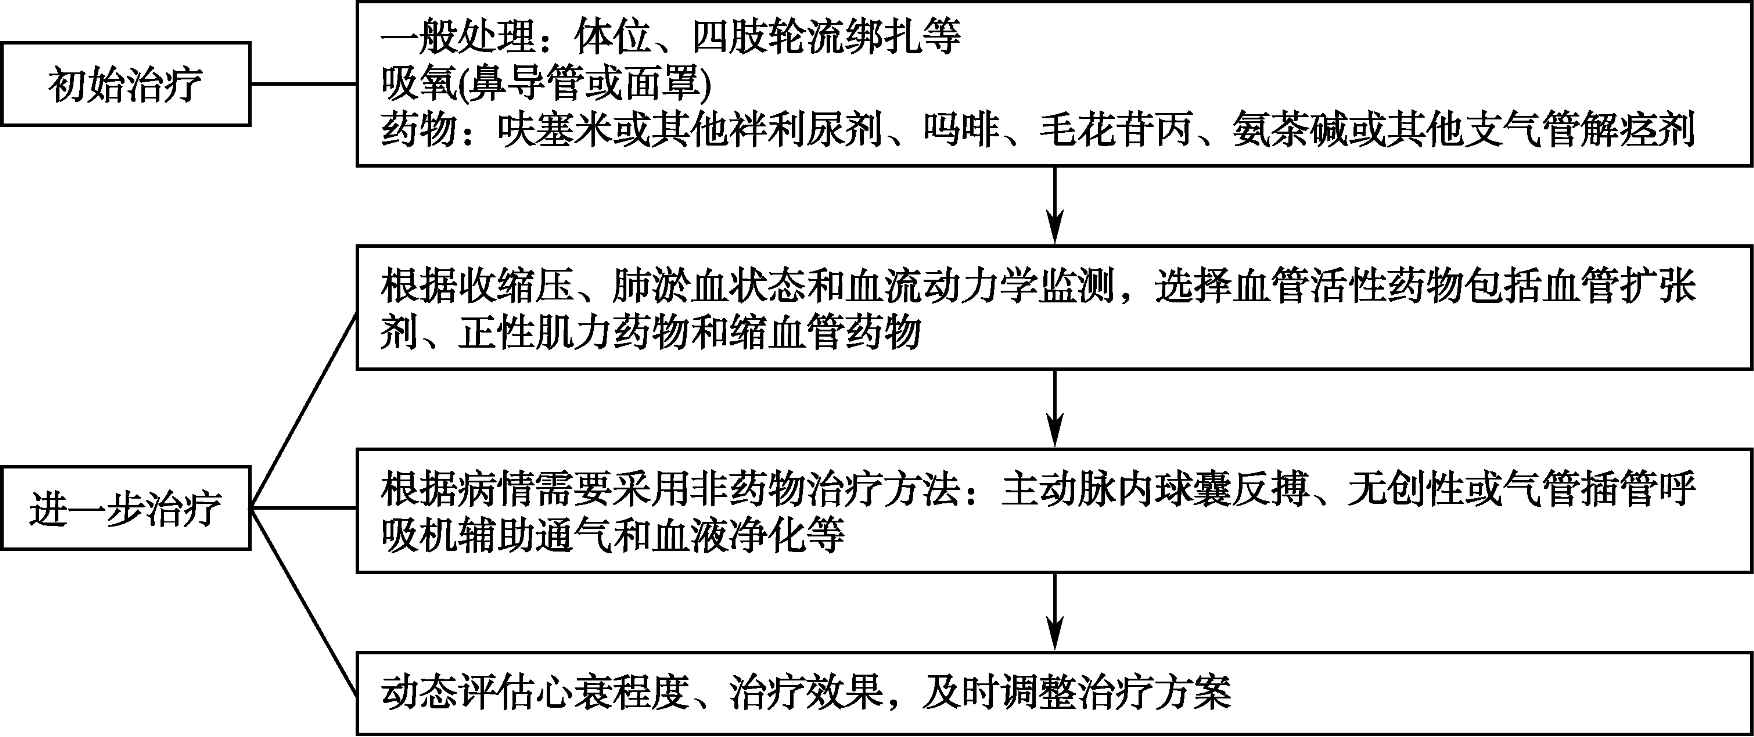 初始治疗
一般处理：体位、四肢轮流绑扎等
吸氧(鼻导管或面罩)
药物：呋塞米或其他袢利尿剂、吗啡、毛花苷丙、氨茶碱或其他支气管解痉剂
根据收缩压、肺淤血状态和血流动力学监测，选择血管活性药物包括血管扩张
剂、正性肌力药物和缩血管药物
进一步治疗
根据病情需要采用非药物治疗方法：主动脉内球囊反搏、无创性或气管插管呼
吸机辅助通气和血液净化等
动态评估心衰程度、治疗效果，及时调整治疗方案